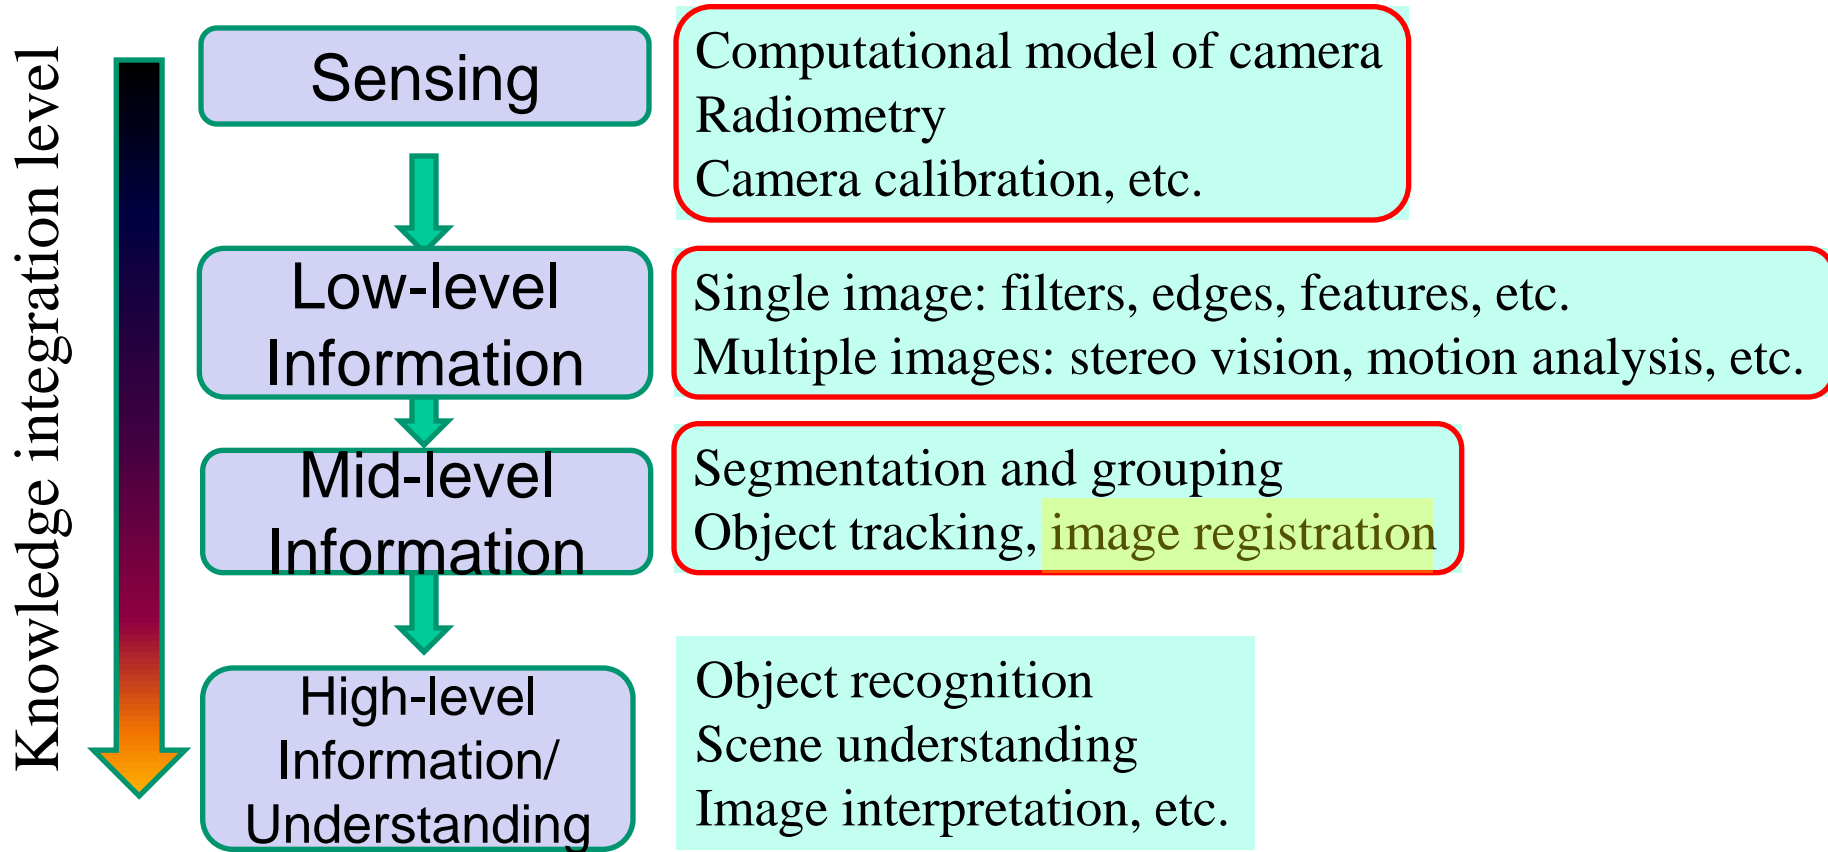 Knowledge integration level
Sensing
Computational model of camera
Radiometry
Camera calibration, etc.
Low-level
Information
Single image: filters, edges, features, etc.
Multiple images: stereo vision, motion analysis, etc.
Mid-level
Information
Segmentation and grouping
Object tracking, image registration
High-level
Information/
Understanding
Object recognition
Scene understanding
Image interpretation, etc.